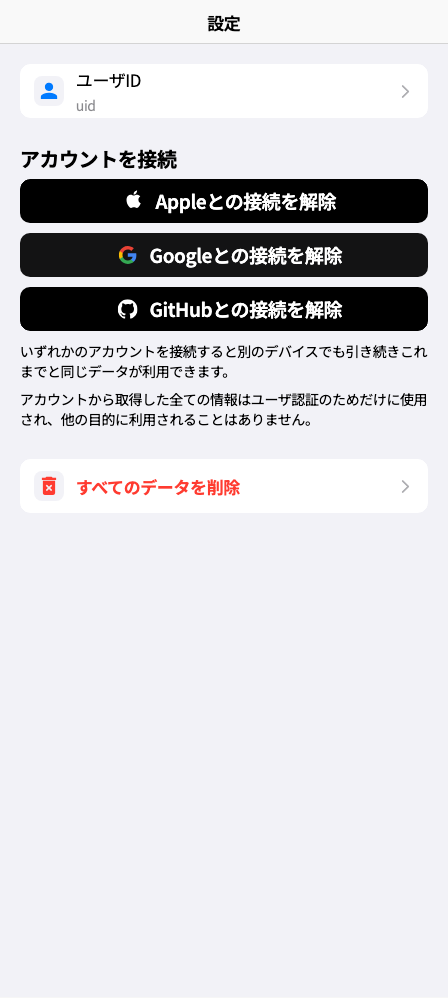 設定
ユーザID
uid
アカウントを接続
Appleとの接続を解除
Googleとの接続を解除
GitHubとの接続を解除
いずれかのアカウントを接続すると別のデバイスでも引き続きこれ
までと同じデータが利用できます。
アカウントから取得した全ての情報はユーザ認証のためだけに使用
され、他の目的に利用されることはありません。
すべてのデータを削除